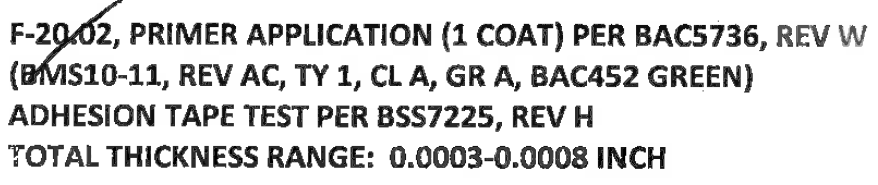 F-20.02, PRIMER APPLICATION (1 COAT) PER BAC5736, REV W
(BMS10-11, REV AC, TY 1, CL A, GR A, BAC452 GREEN)
ADHESION TAPE TEST PER BSS7225, REV H
TOTAL THICKNESS RANGE: 0.0003-0.0008 INCH